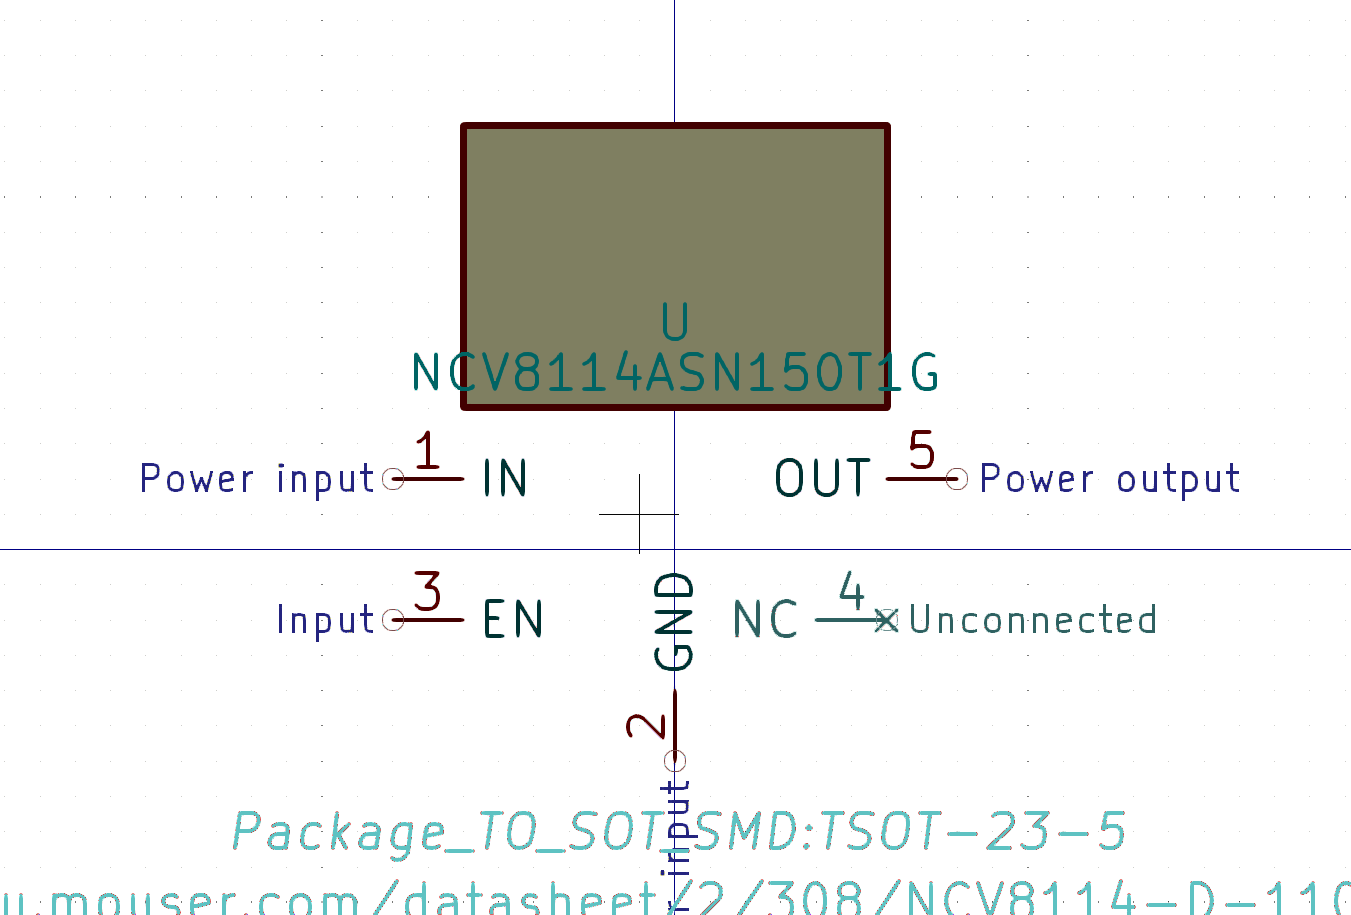 U
NCV8114ASN150T1G
Power input 1 IN
OUT 5 Power output
Input 3 EN
GND
NC 4 Unconnected
2
input
Package_TO_SOT_SMD:TSOT-23-5
u.mouser.com/datasheet/2/308/NCV8114-D-110